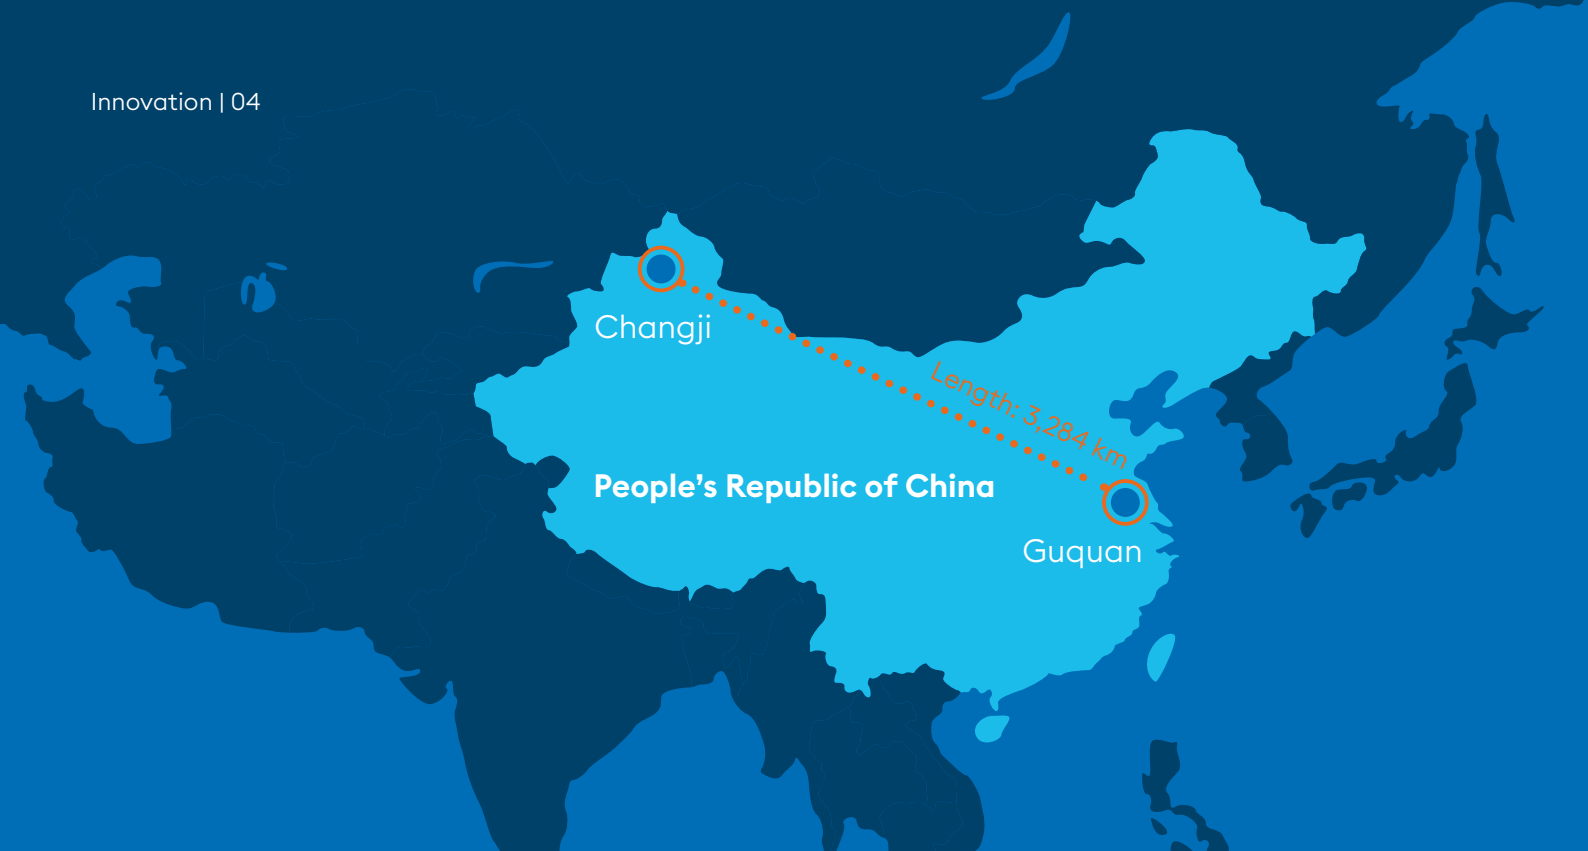 Innovation | 04
Changji
Length: 3,284 km
People’s Republic of China
Guquan